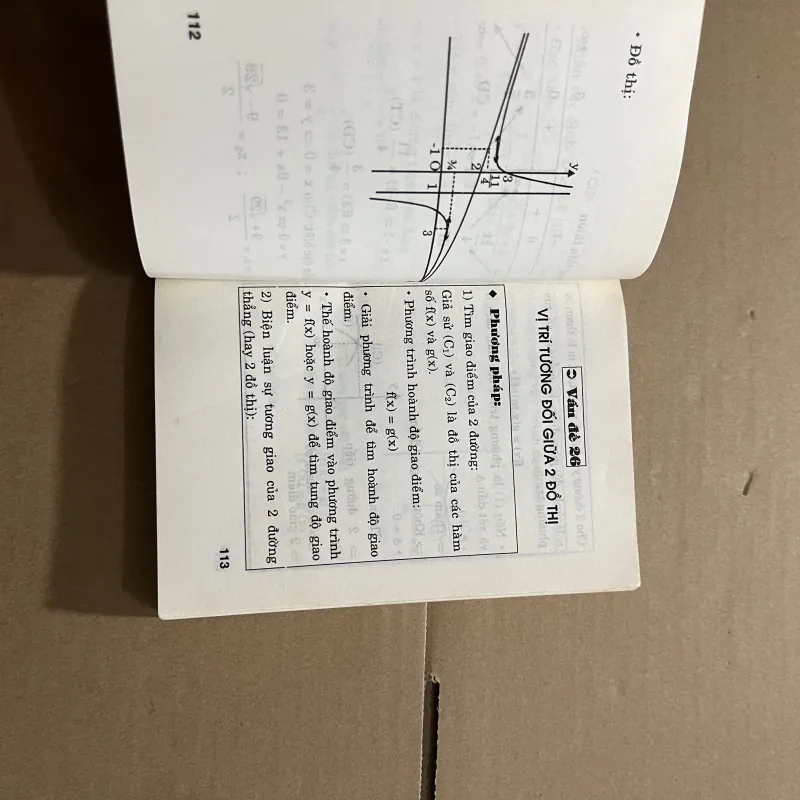 • Đồ thị:
y
3
11
4
2
¾
-1
O
1
3
112
➲ Vấn đề 26
VỊ TRÍ TƯƠNG ĐỐI GIỮA 2 ĐỒ THỊ
◆ Phương pháp:
1) Tìm giao điểm của 2 đường:
Giả sử (C₁) và (C₂) là đồ thị của các hàm
số f(x) và g(x).
• Phương trình hoành độ giao điểm:
f(x) = g(x)
• Giải phương trình để tìm hoành độ giao
điểm.
• Thế hoành độ giao điểm vào phương trình
y = f(x) hoặc y = g(x) để tìm tung độ giao
điểm.
2) Biện luận sự tương giao của 2 đường
thẳng (hay 2 đồ thị):
113